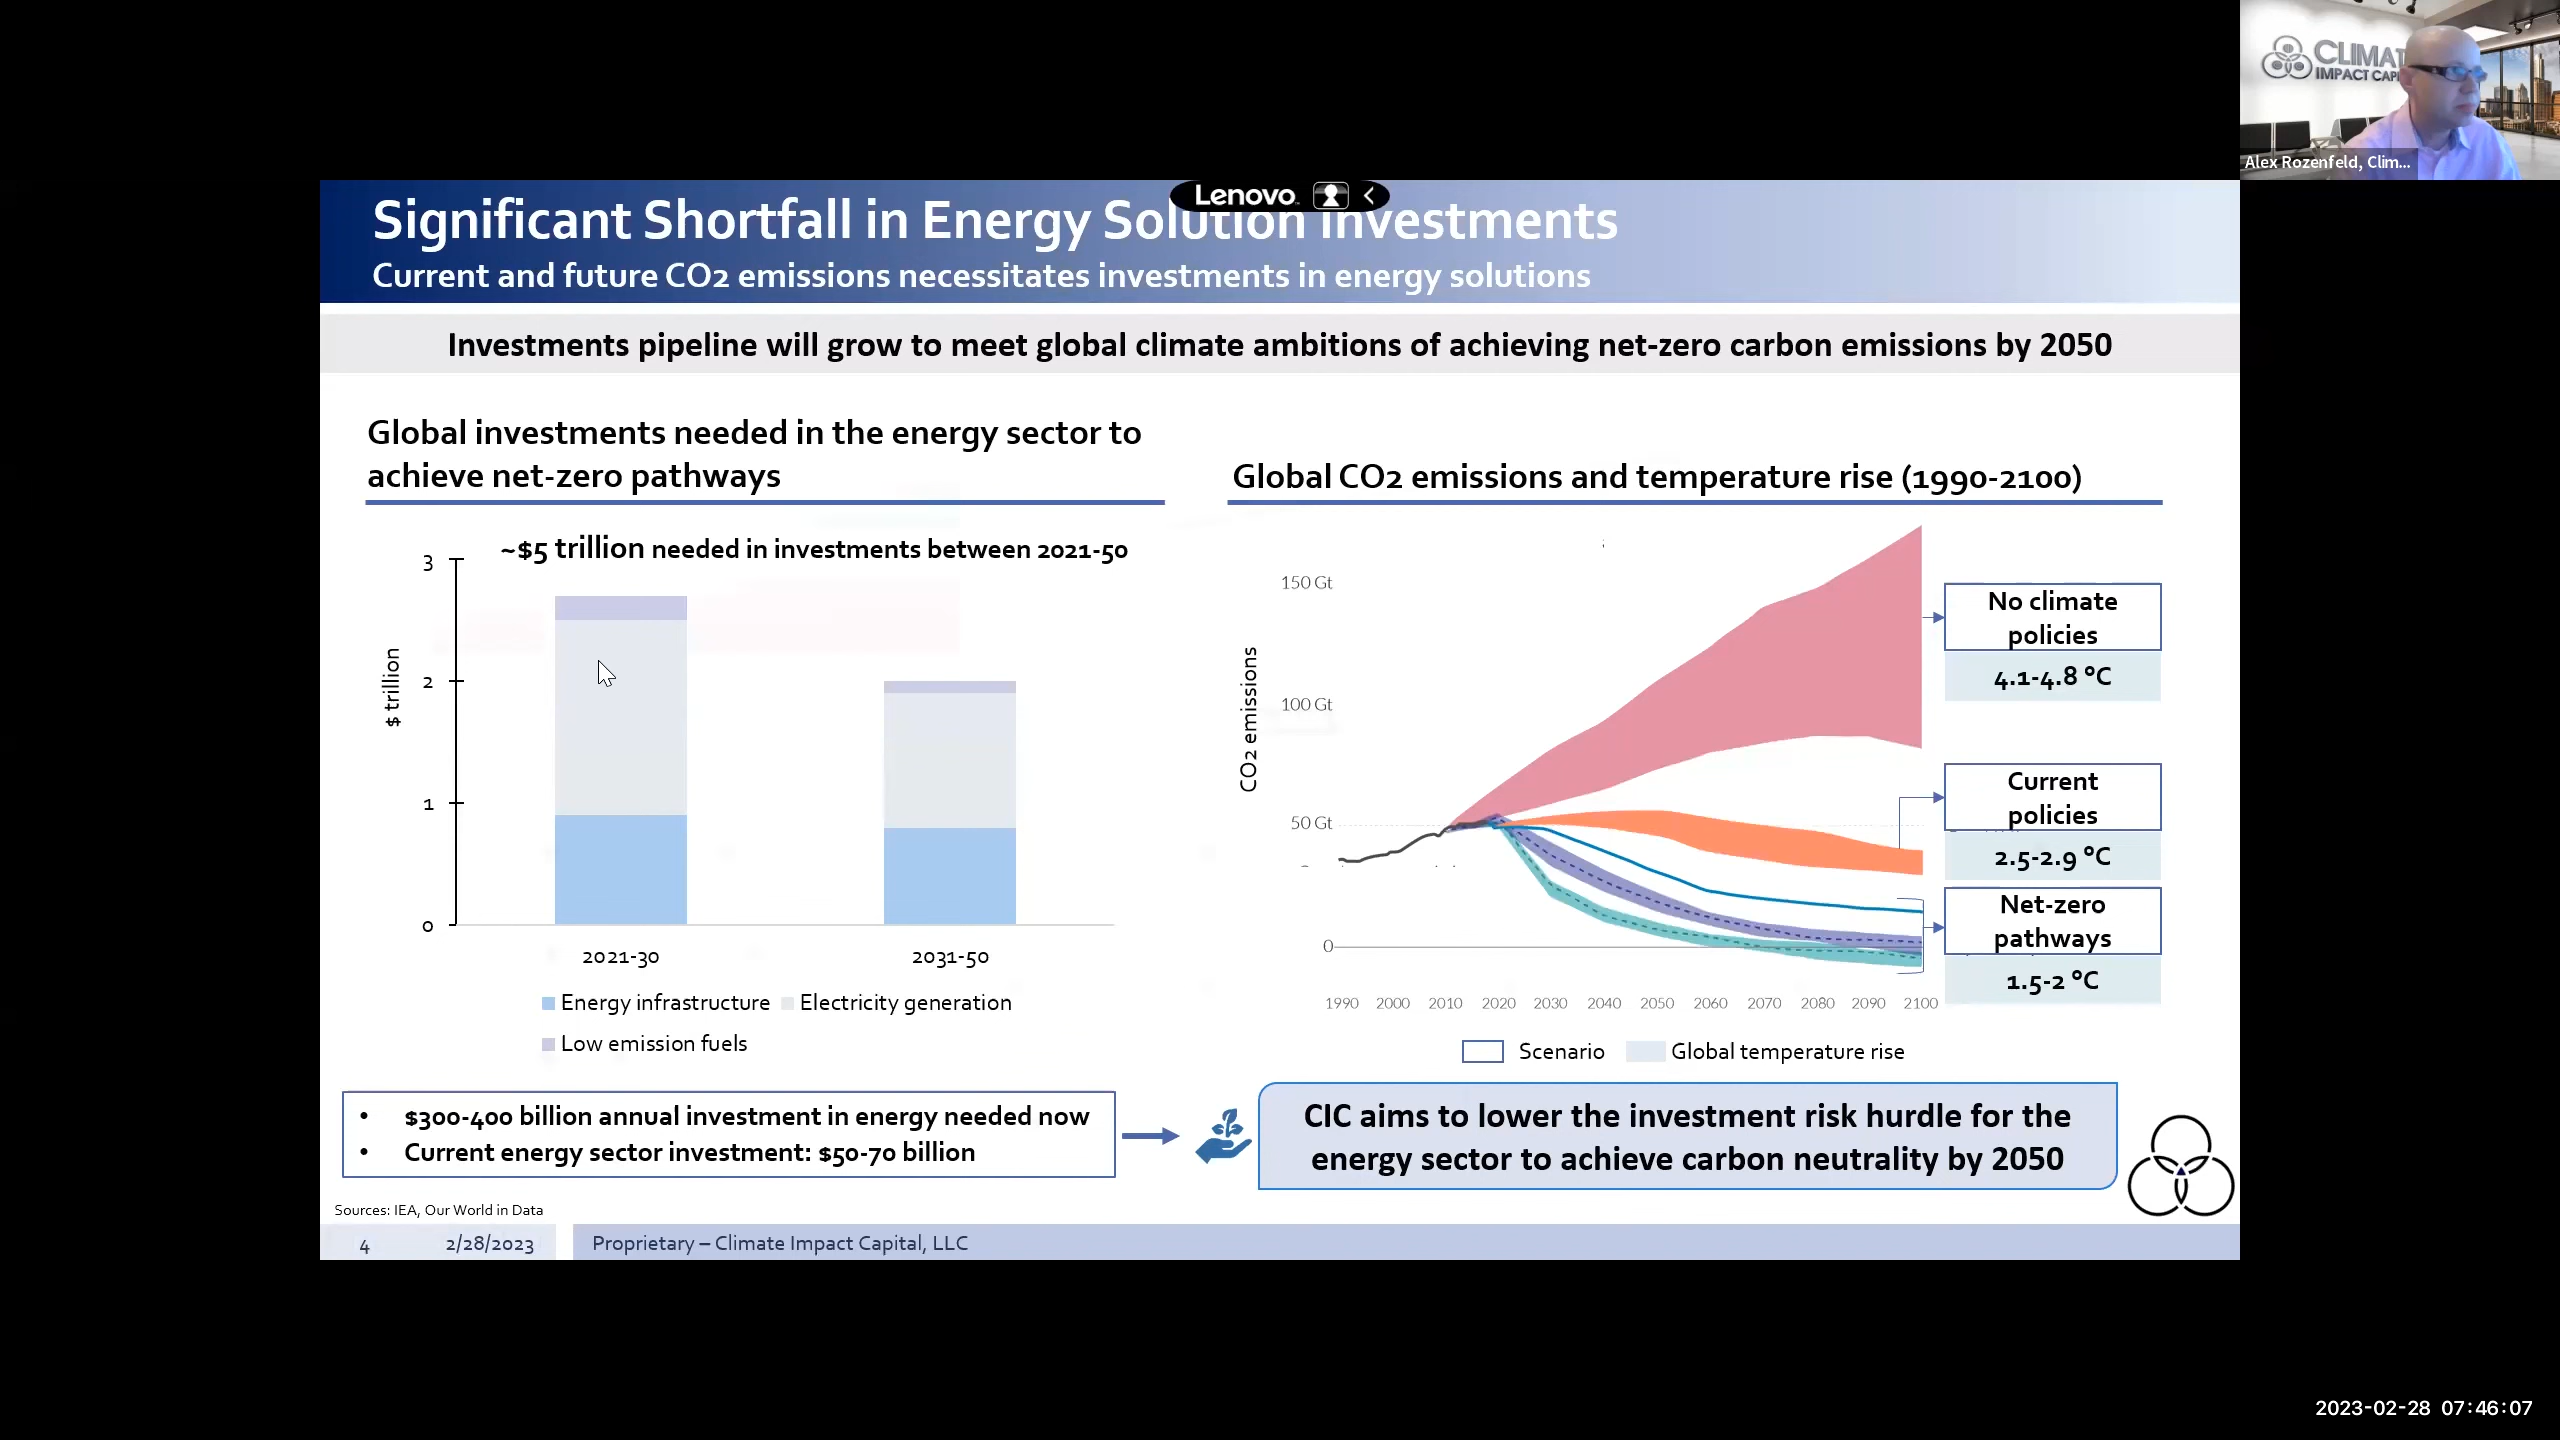 CLIMAT
IMPACT CAPI
Alex Rozenfeld, Clim...
Lenovo
Significant Shortfall in Energy Solution Investments
Current and future CO2 emissions necessitates investments in energy solutions
Investments pipeline will grow to meet global climate ambitions of achieving net-zero carbon emissions by 2050
Global investments needed in the energy sector to
achieve net-zero pathways
~$5 trillion needed in investments between 2021-50
$ trillion
3
2
1
0
2021-30
2031-50
Energy infrastructure
Electricity generation
Low emission fuels
Global CO2 emissions and temperature rise (1990-2100)
CO2 emissions
150 Gt
100 Gt
50 Gt
0
1990
2000
2010
2020
2030
2040
2050
2060
2070
2080
2090
2100
No climate
policies
4.1-4.8 °C
Current
policies
2.5-2.9 °C
Net-zero
pathways
1.5-2 °C
Scenario
Global temperature rise
• $300-400 billion annual investment in energy needed now
• Current energy sector investment: $50-70 billion
CIC aims to lower the investment risk hurdle for the
energy sector to achieve carbon neutrality by 2050
Sources: IEA, Our World in Data
4
2/28/2023
Proprietary – Climate Impact Capital, LLC
2023-02-28 07:46:07